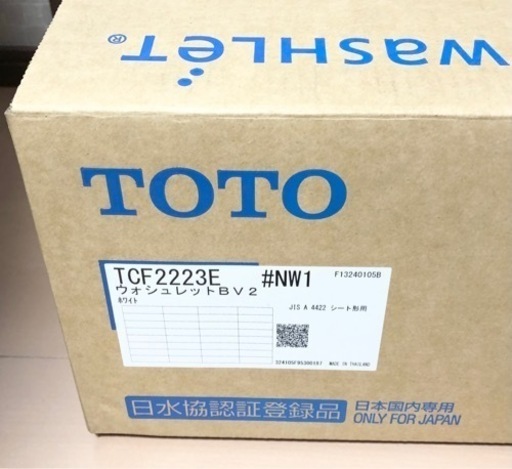 WASHLET®
TOTO
TCF2223E #NW1 F13240105B
ウォシュレットBV2
ホワイト
JIS A 4422 シート形用
MADE IN THAILAND
日水協認証登録品
日本国内専用
ONLY FOR JAPAN